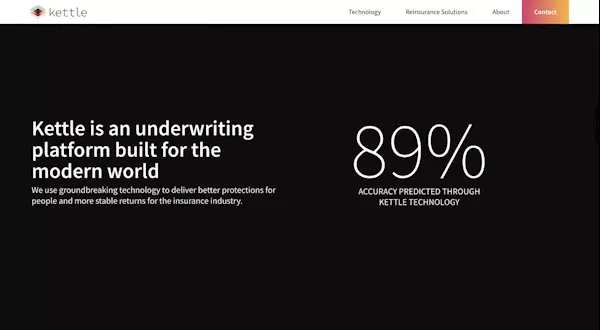 kettle
Technology
Reinsurance Solutions
About
Contact
Kettle is an underwriting
platform built for the
modern world
We use groundbreaking technology to deliver better protections for
people and more stable returns for the insurance industry.
89%
ACCURACY PREDICTED THROUGH
KETTLE TECHNOLOGY